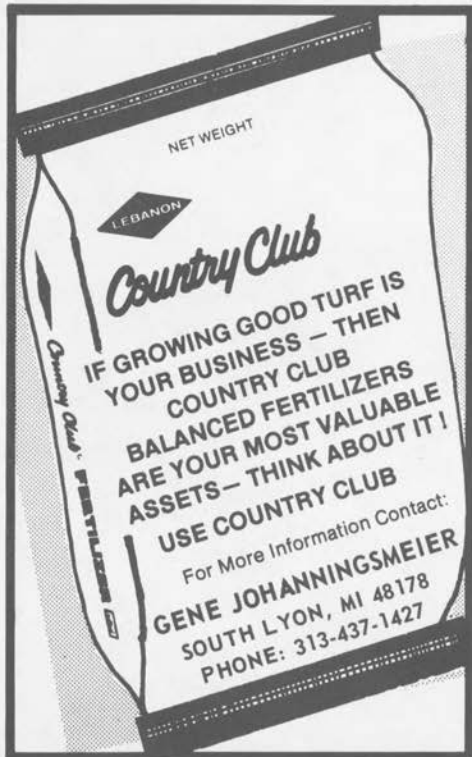 NET WEIGHT
LEBANON
Country Club
IF GROWING GOOD TURF IS
YOUR BUSINESS — THEN
COUNTRY CLUB
BALANCED FERTILIZERS
ARE YOUR MOST VALUABLE
ASSETS — THINK ABOUT IT !
USE COUNTRY CLUB
For More Information Contact:
GENE JOHANNINGSMEIER
SOUTH LYON, MI 48178
PHONE: 313-437-1427
Country Club FERTILIZER